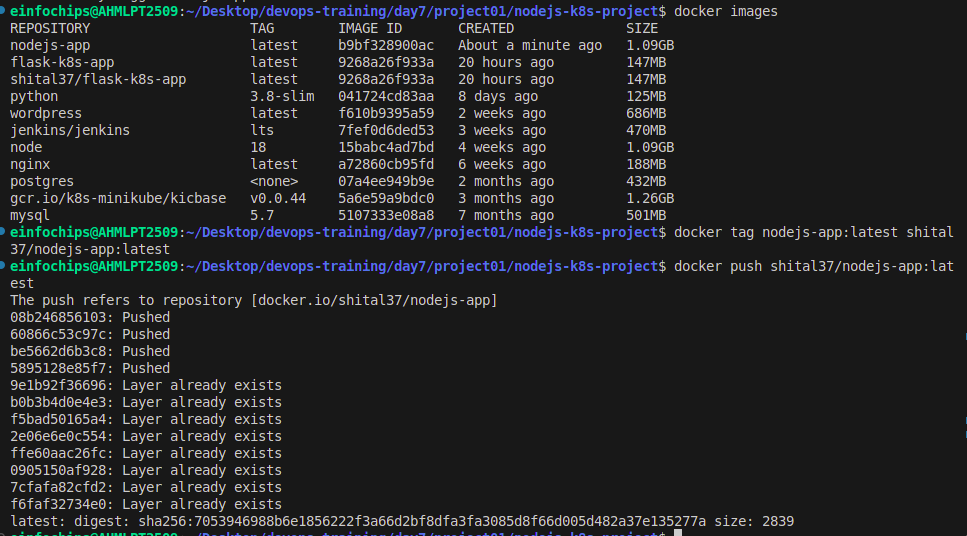 einfochips@AHMLPT2509:~/Desktop/devops-training/day7/project01/nodejs-k8s-project$ docker images
REPOSITORY TAG IMAGE ID CREATED SIZE
nodejs-app latest b9bf328900ac About a minute ago 1.09GB
flask-k8s-app latest 9268a26f933a 20 hours ago 147MB
shital37/flask-k8s-app latest 9268a26f933a 20 hours ago 147MB
python 3.8-slim 041724cd83aa 8 days ago 125MB
wordpress latest f610b9395a59 2 weeks ago 686MB
jenkins/jenkins lts 7fef0d6ded53 3 weeks ago 470MB
node 18 15babc4ad7bd 4 weeks ago 1.09GB
nginx latest a72860cb95fd 6 weeks ago 188MB
postgres <none> 07a4ee949b9e 2 months ago 432MB
gcr.io/k8s-minikube/kicbase v0.0.44 5a6e59a9bdc0 3 months ago 1.26GB
mysql 5.7 5107333e08a8 7 months ago 501MB
einfochips@AHMLPT2509:~/Desktop/devops-training/day7/project01/nodejs-k8s-project$ docker tag nodejs-app:latest shital
37/nodejs-app:latest
einfochips@AHMLPT2509:~/Desktop/devops-training/day7/project01/nodejs-k8s-project$ docker push shital37/nodejs-app:lat
est
The push refers to repository [docker.io/shital37/nodejs-app]
08b246856103: Pushed
60866c53c97c: Pushed
be5662d6b3c8: Pushed
5895128e85f7: Pushed
9e1b92f36696: Layer already exists
b0b3b4d0e4e3: Layer already exists
f5bad50165a4: Layer already exists
2e06e6e0c554: Layer already exists
ffe60aac26fc: Layer already exists
0905150af928: Layer already exists
7cfafa82cfd2: Layer already exists
f6faf32734e0: Layer already exists
latest: digest: sha256:7053946988b6e1856222f3a66d2bf8dfa3fa3085d8f66d005d482a37e135277a size: 2839
einfochips@AHMLPT2509:~/Desktop/devops-training/day7/project01/nodejs-k8s-project$